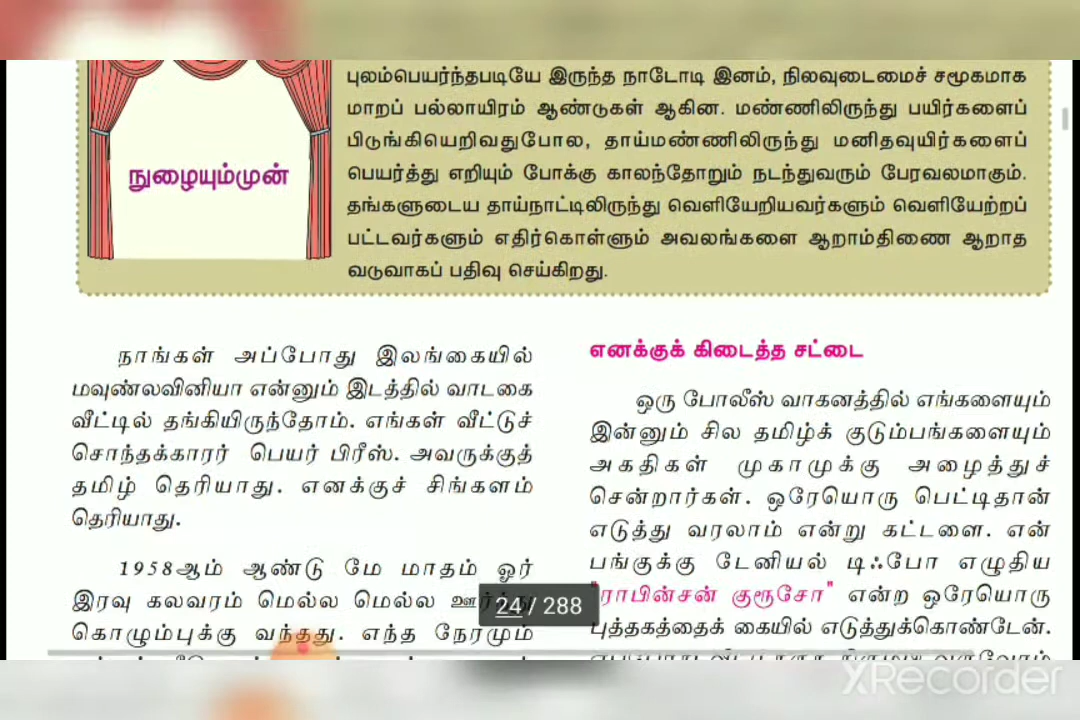 புலம்பெயர்ந்தபடியே இருந்த நாடோடி இனம், நிலவுடைமைச் சமூகமாக
மாறப் பல்லாயிரம் ஆண்டுகள் ஆகின. மண்ணிலிருந்து பயிர்களைப்
பிடுங்கியெறிவதுபோல, தாய்மண்ணிலிருந்து மனிதவுயிர்களைப்
பெயர்த்து எறியும் போக்கு காலந்தோறும் நடந்துவரும் பேரவலமாகும்.
தங்களுடைய தாய்நாட்டிலிருந்து வெளியேறியவர்களும் வெளியேற்றப்
பட்டவர்களும் எதிர்கொள்ளும் அவலங்களை ஆறாம்திணை ஆறாத
வடுவாகப் பதிவு செய்கிறது.
நுழையும்முன்
நாங்கள் அப்போது இலங்கையில்
மவுண்லவினியா என்னும் இடத்தில் வாடகை
வீட்டில் தங்கியிருந்தோம். எங்கள் வீட்டுச்
சொந்தக்காரர் பெயர் பிரீஸ். அவருக்குத்
தமிழ் தெரியாது. எனக்குச் சிங்களம்
தெரியாது.
1958ஆம் ஆண்டு மே மாதம் ஓர்
இரவு கலவரம் மெல்ல மெல்ல
கொழும்புக்கு வந்தது. எந்த நேரமும்
எனக்குக் கிடைத்த சட்டை
ஒரு போலீஸ் வாகனத்தில் எங்களையும்
இன்னும் சில தமிழ்க் குடும்பங்களையும்
அகதிகள் முகாமுக்கு அழைத்துச்
சென்றார்கள். ஒரேயொரு பெட்டிதான்
எடுத்து வரலாம் என்று கட்டளை. என்
பங்குக்கு டேனியல் டிஃபோ எழுதிய
"ராபின்சன் குரூசோ" என்ற ஒரேயொரு
புத்தகத்தைக் கையில் எடுத்துக்கொண்டேன்.
24 / 288
XRecorder